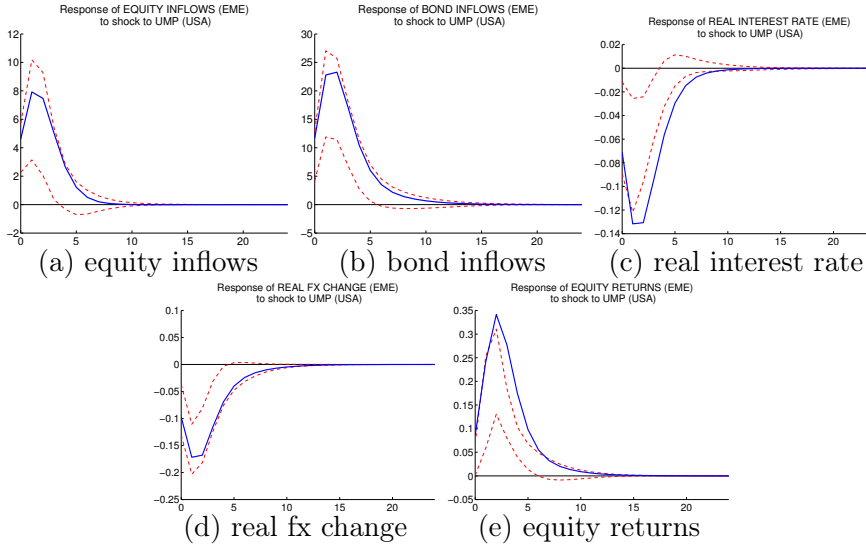 Response of EQUITY INFLOWS (EME)
to shock to UMP (USA)
12
10
8
6
4
2
0
−2
0 5 10 15 20
(a) equity inflows
Response of BOND INFLOWS (EME)
to shock to UMP (USA)
30
25
20
15
10
5
0
−5
0 5 10 15 20
(b) bond inflows
Response of REAL INTEREST RATE (EME)
to shock to UMP (USA)
0.02
0
−0.02
−0.04
−0.06
−0.08
−0.1
−0.12
−0.14
0 5 10 15 20
(c) real interest rate
Response of REAL FX CHANGE (EME)
to shock to UMP (USA)
0.1
0.05
0
−0.05
−0.1
−0.15
−0.2
−0.25
0 5 10 15 20
(d) real fx change
Response of EQUITY RETURNS (EME)
to shock to UMP (USA)
0.35
0.3
0.25
0.2
0.15
0.1
0.05
0
−0.05
0 5 10 15 20
(e) equity returns